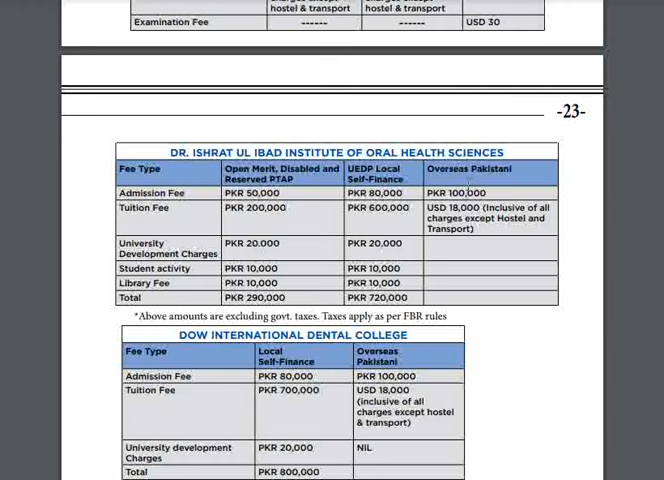 hostel & transport hostel & transport
Examination Fee ------ ------ USD 30
-23-
DR. ISHRAT UL IBAD INSTITUTE OF ORAL HEALTH SCIENCES
Fee Type Open Merit, Disabled and Reserved PTAP UEDP Local Self-Finance Overseas Pakistani
Admission Fee PKR 50,000 PKR 80,000 PKR 100,000
Tuition Fee PKR 200,000 PKR 600,000 USD 18,000 (Inclusive of all charges except Hostel and Transport)
University Development Charges PKR 20.000 PKR 20,000
Student activity PKR 10,000 PKR 10,000
Library Fee PKR 10,000 PKR 10,000
Total PKR 290,000 PKR 720,000
*Above amounts are excluding govt. taxes. Taxes apply as per FBR rules
DOW INTERNATIONAL DENTAL COLLEGE
Fee Type Local Self-Finance Overseas Pakistani
Admission Fee PKR 80,000 PKR 100,000
Tuition Fee PKR 700,000 USD 18,000 (inclusive of all charges except hostel & transport)
University development Charges PKR 20,000 NIL
Total PKR 800,000